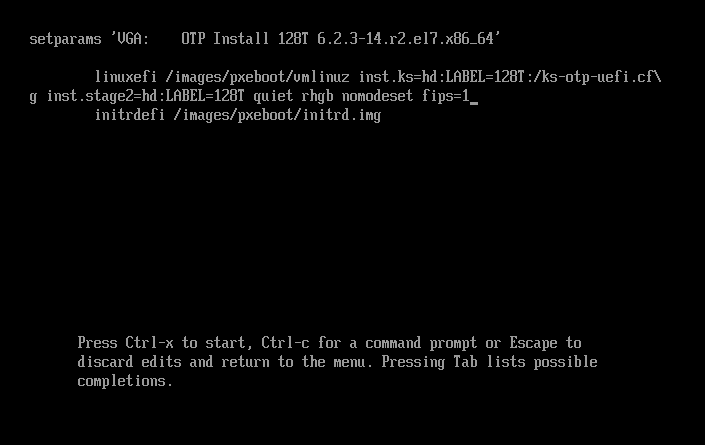 setparams 'VGA:    OTP Install 128T 6.2.3-14.r2.el7.x86_64'
linuxefi /images/pxeboot/vmlinuz inst.ks=hd:LABEL=128T:/ks-otp-uefi.cf\
g inst.stage2=hd:LABEL=128T quiet rhgb nomodeset fips=1_
initrdefi /images/pxeboot/initrd.img
Press Ctrl-x to start, Ctrl-c for a command prompt or Escape to
discard edits and return to the menu. Pressing Tab lists possible
completions.